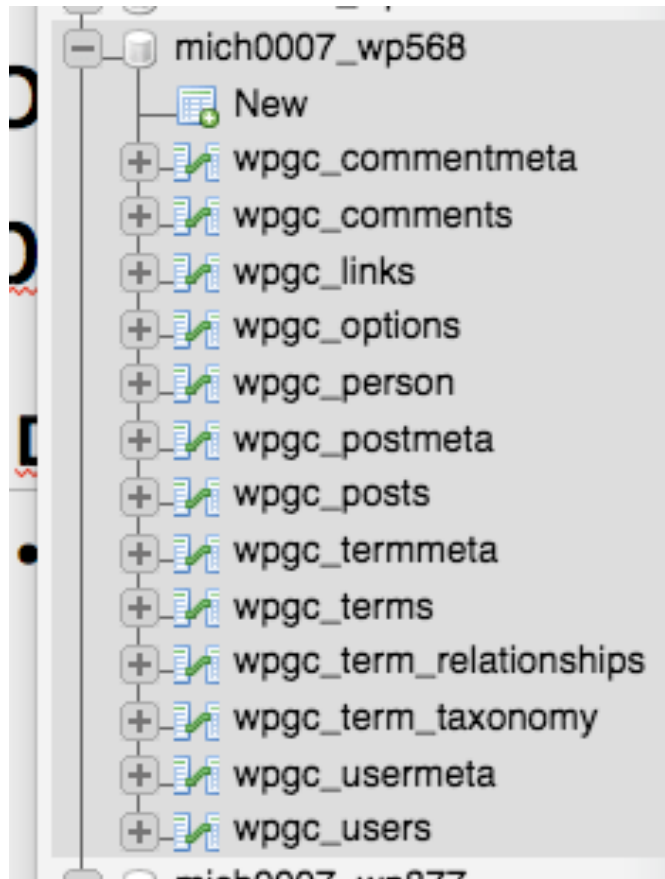 mich0007_wp568
New
wpgc_commentmeta
wpgc_comments
wpgc_links
wpgc_options
wpgc_person
wpgc_postmeta
wpgc_posts
wpgc_termmeta
wpgc_terms
wpgc_term_relationships
wpgc_term_taxonomy
wpgc_usermeta
wpgc_users